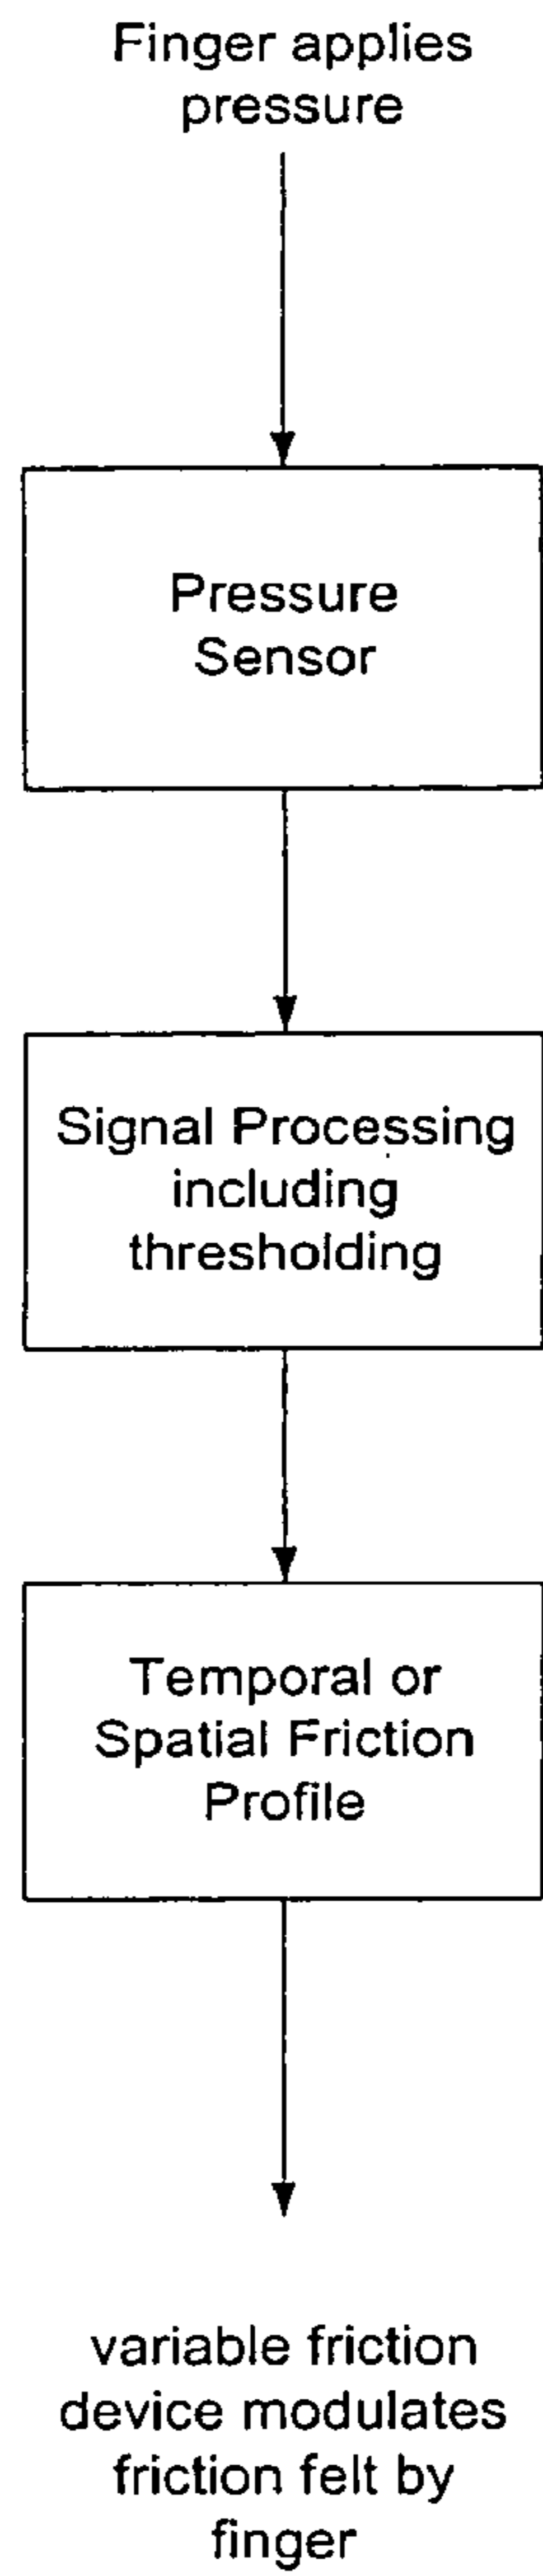 Finger applies
pressure
Pressure
Sensor
Signal Processing
including
thresholding
Temporal or
Spatial Friction
Profile
variable friction
device modulates
friction felt by
finger